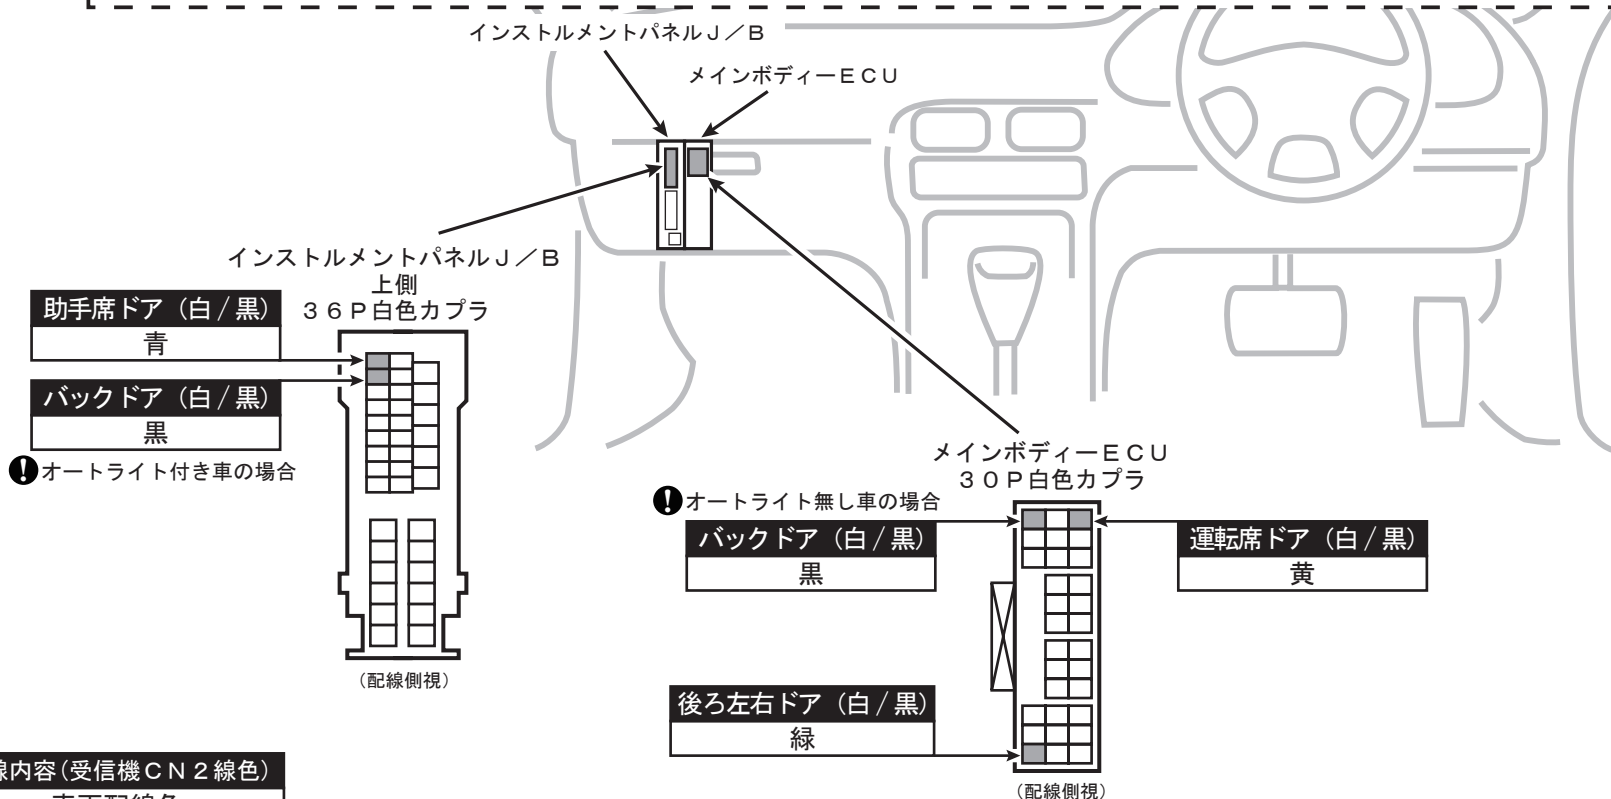 インストルメントパネルＪ／Ｂ
メインボディーＥＣＵ
インストルメントパネルＪ／Ｂ
上側
３６Ｐ白色カプラ
助手席ドア（白／黒）
青
バックドア（白／黒）
黒
!オートライト付き車の場合
（配線側視）
メインボディーＥＣＵ
３０Ｐ白色カプラ
!オートライト無し車の場合
バックドア（白／黒）
黒
運転席ドア（白／黒）
黄
後ろ左右ドア（白／黒）
緑
（配線側視）
線内容（受信機ＣＮ２線色）